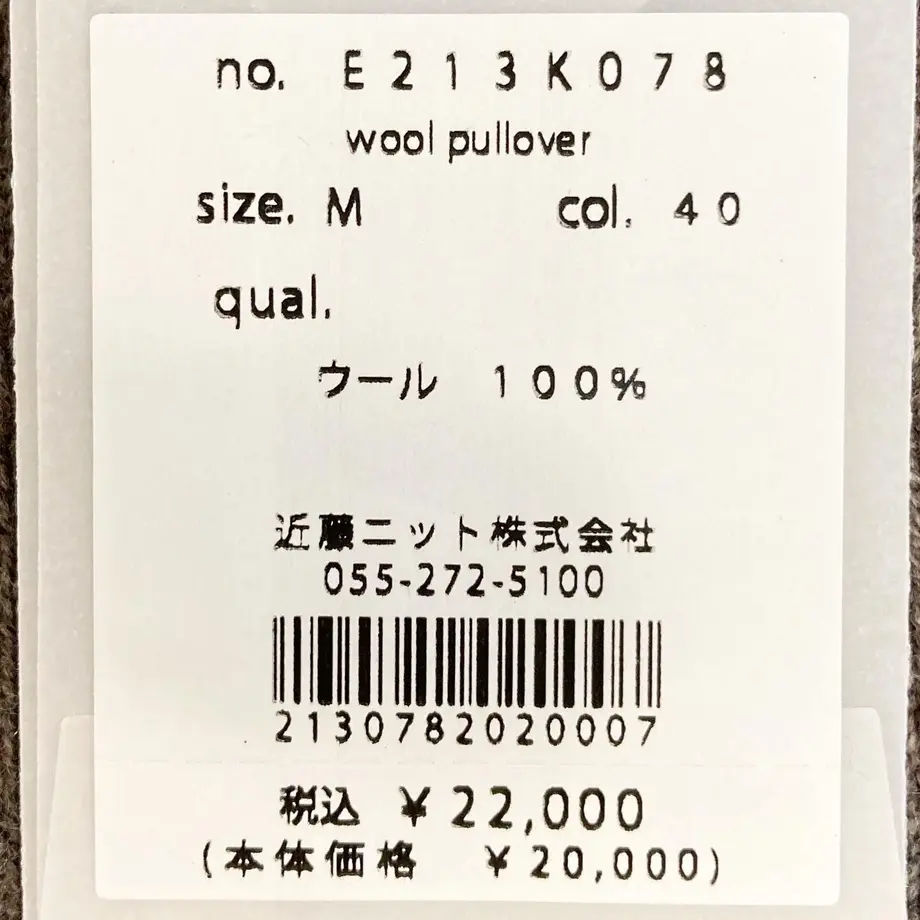 no. E213K078
wool pullover
size. M col. 40
qual.
ウール 100%
近藤ニット株式会社
055-272-5100
2130782020007
税込 ¥22,000
(本体価格 ¥20,000)